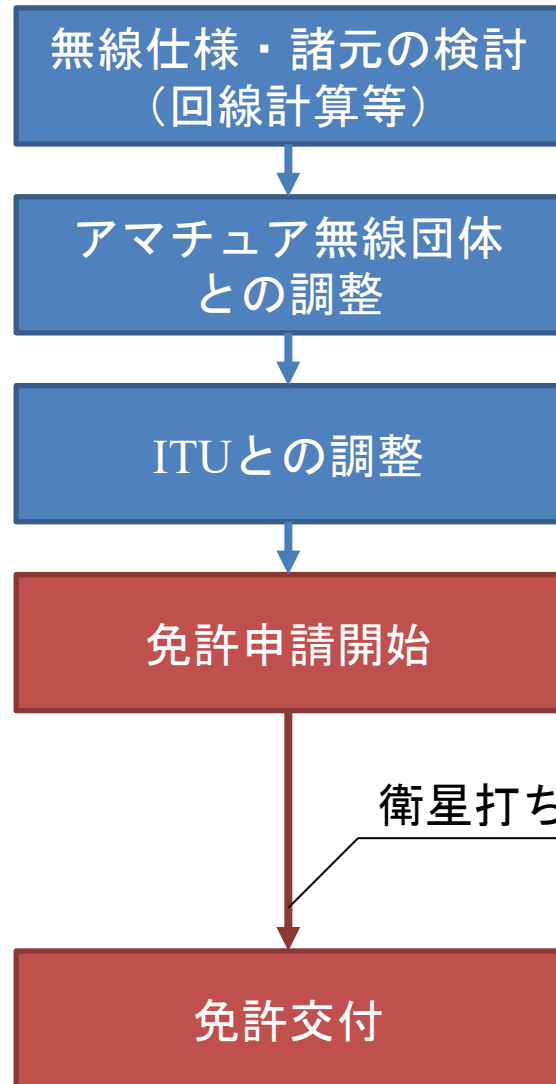 無線仕様・諸元の検討
（回線計算等）
アマチュア無線団体
との調整
ITUとの調整
免許申請開始
衛星打ち
免許交付